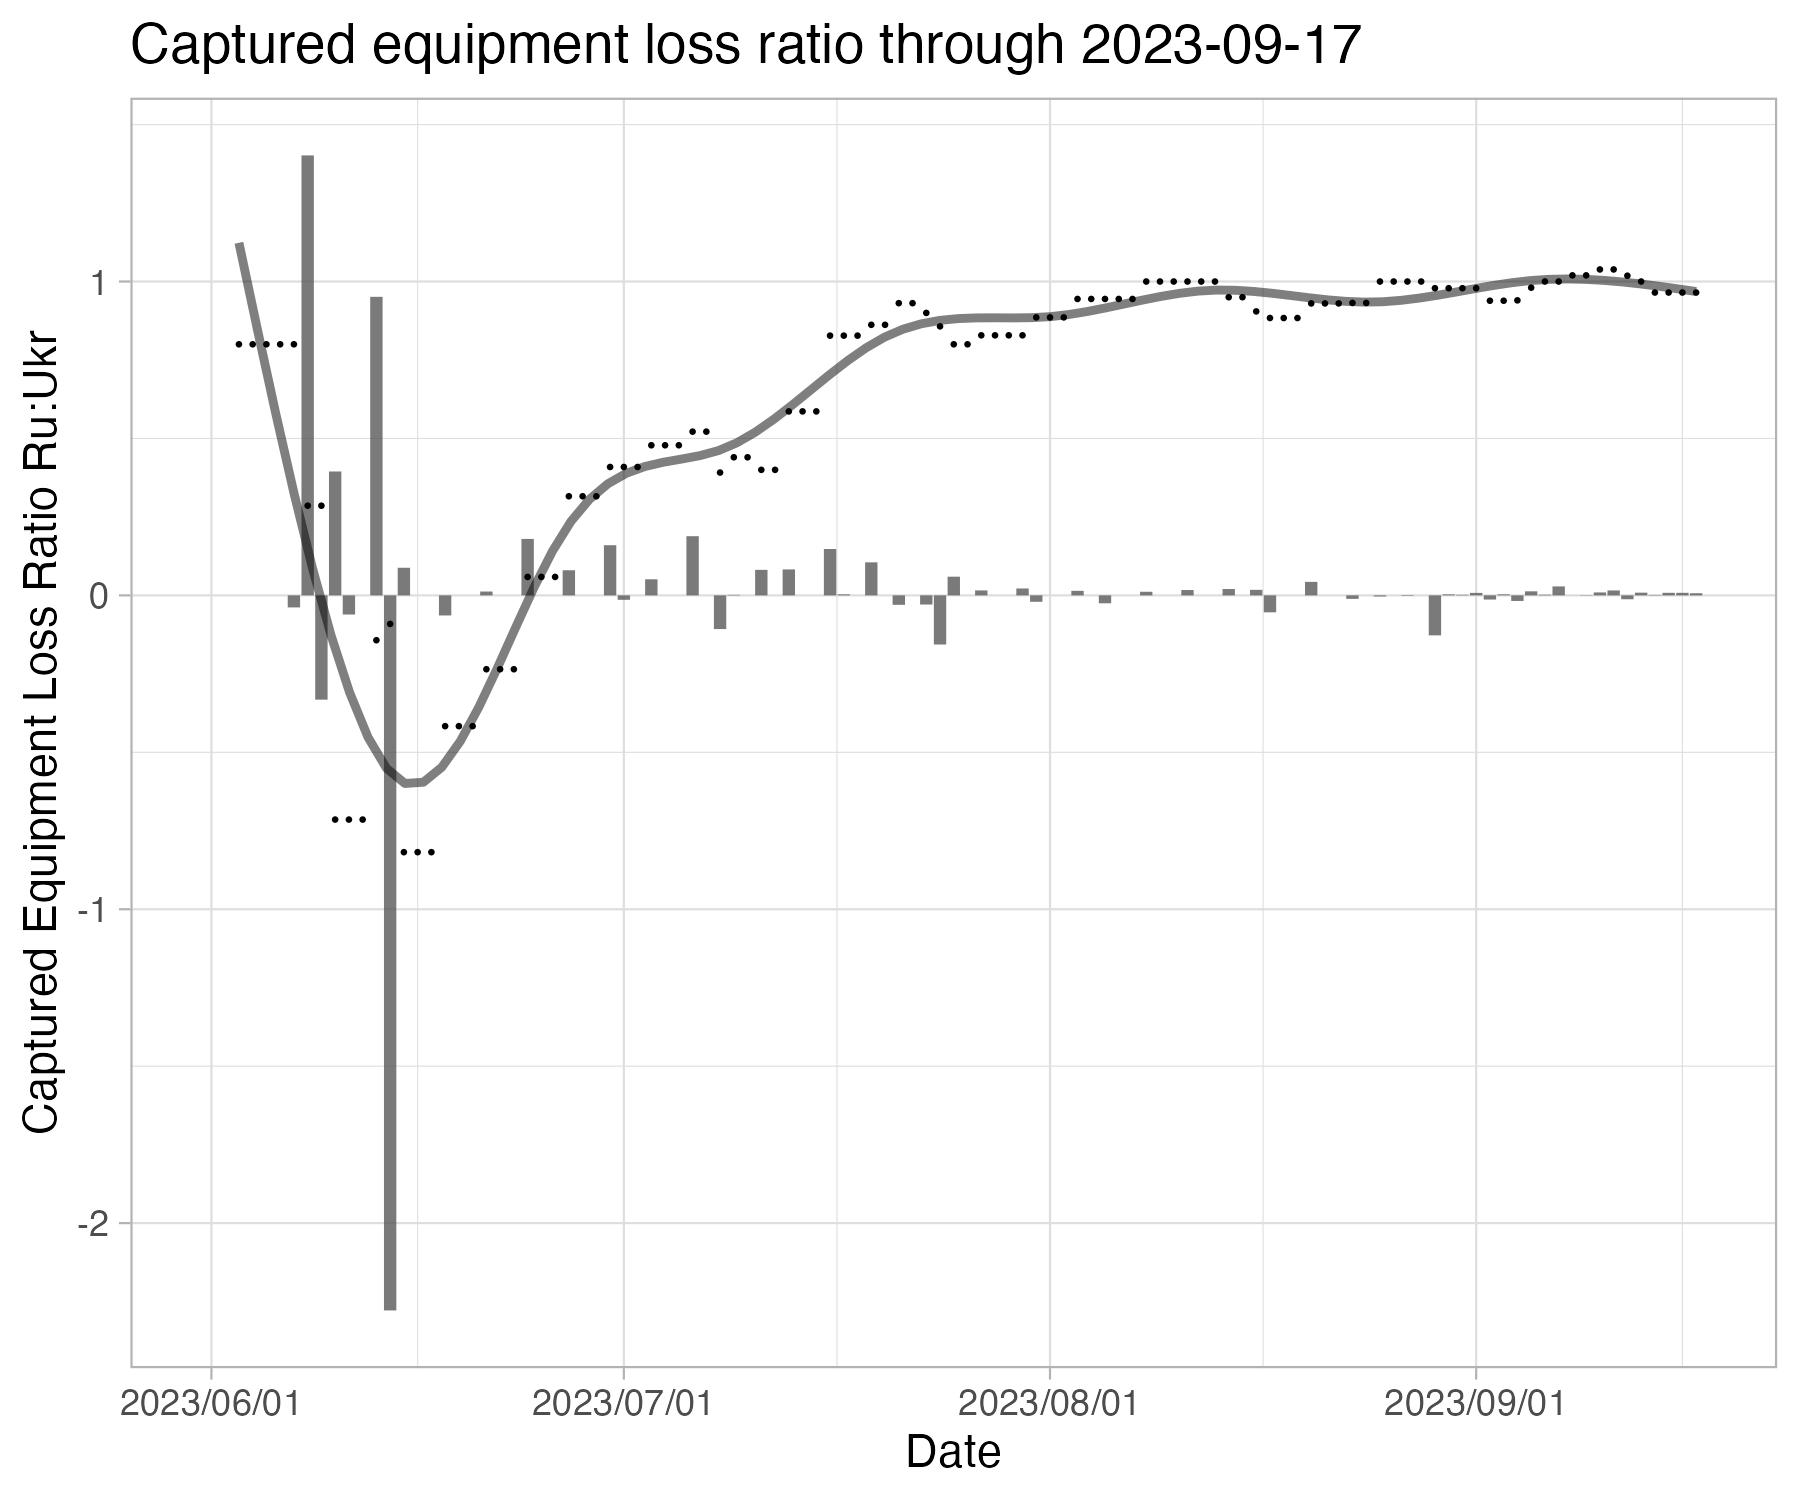 Captured equipment loss ratio through 2023-09-17
Captured Equipment Loss Ratio Ru:Ukr
1
0
-1
-2
2023/06/01
2023/07/01
2023/08/01
2023/09/01
Date